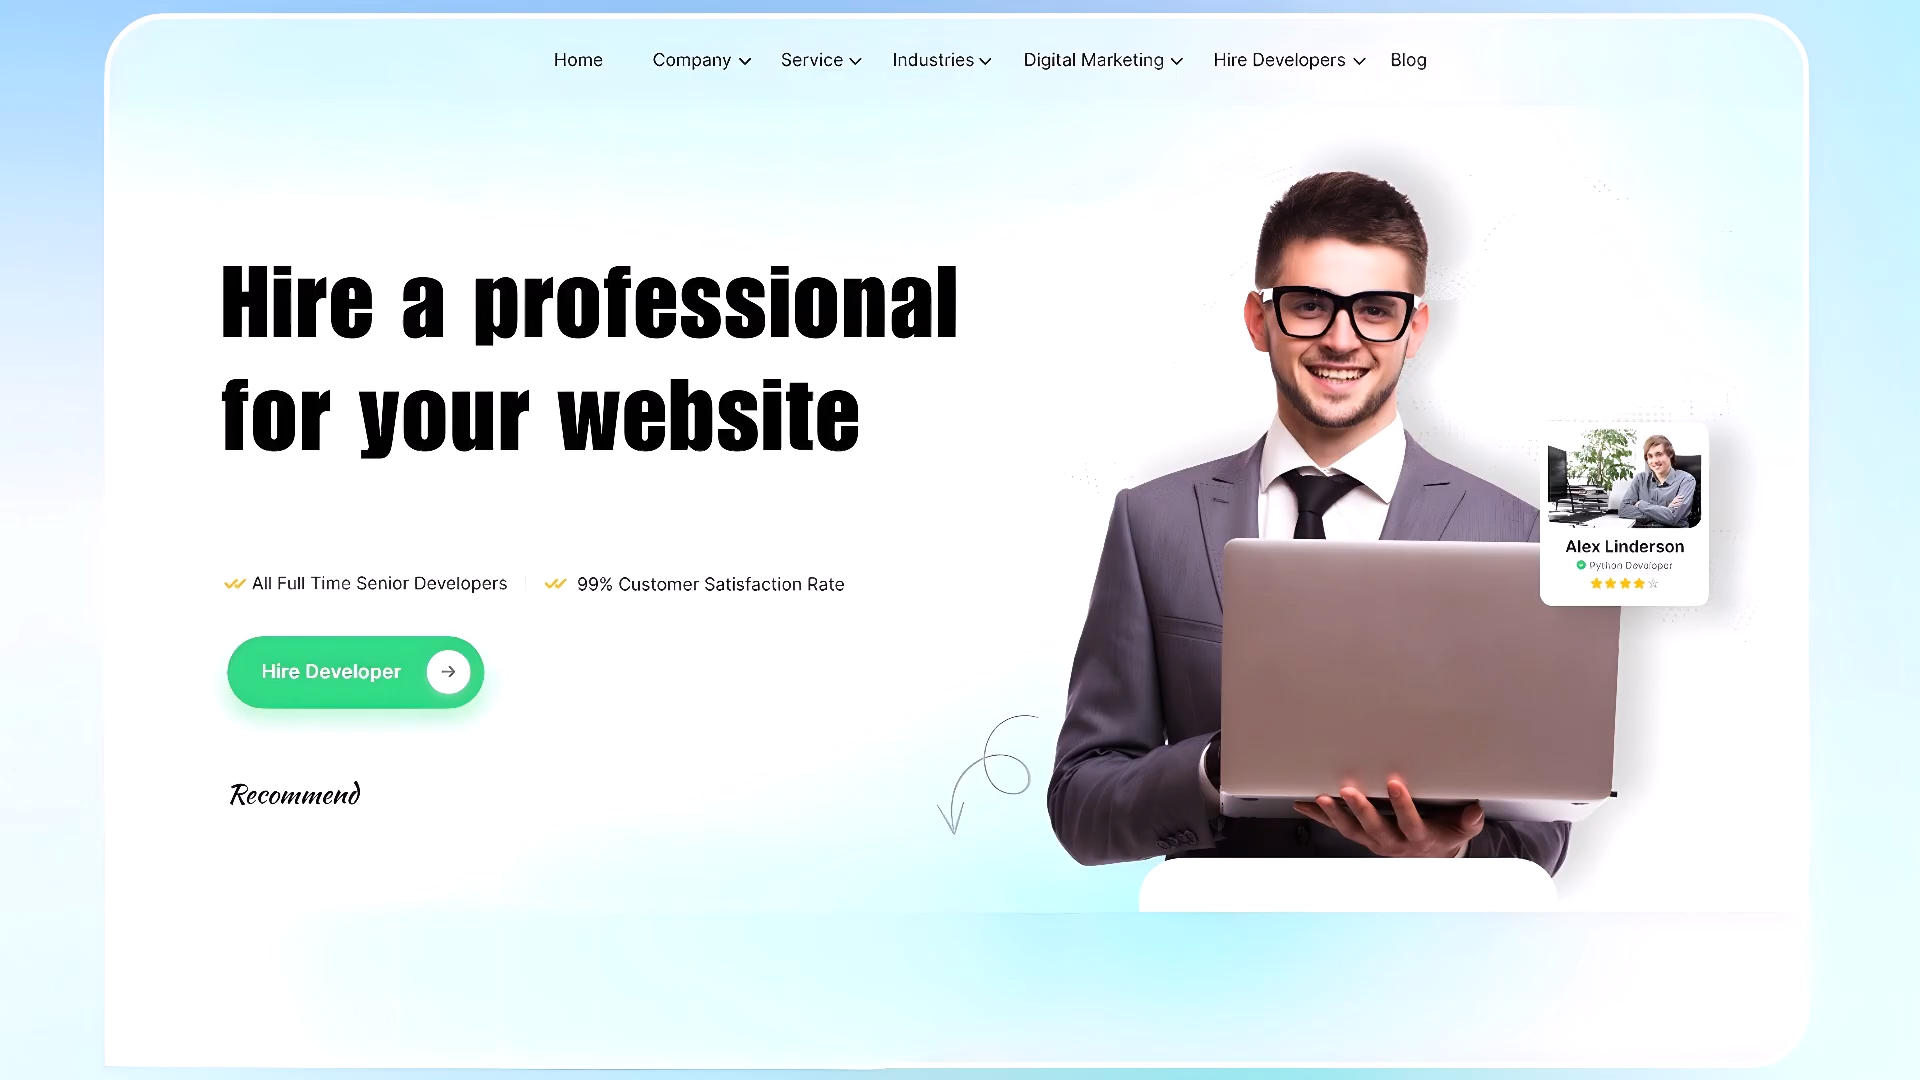 Home Company Service Industries Digital Marketing Hire Developers Blog
Hire a professional
for your website
All Full Time Senior Developers 99% Customer Satisfaction Rate
Hire Developer
Recommend
Alex Linderson
Python Developer